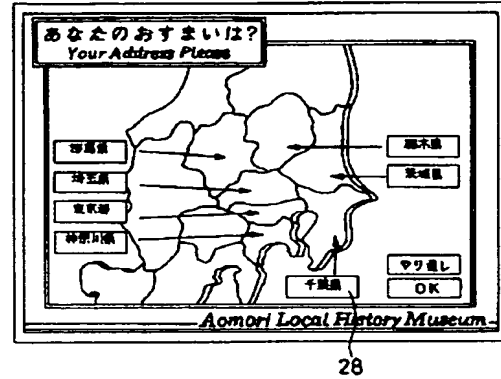 あなたのおすまいは?
Your Address Please
群馬県
埼玉県
東京都
神奈川県
栃木県
茨城県
千葉県
やり直し
OK
Aomori Local History Museum
28